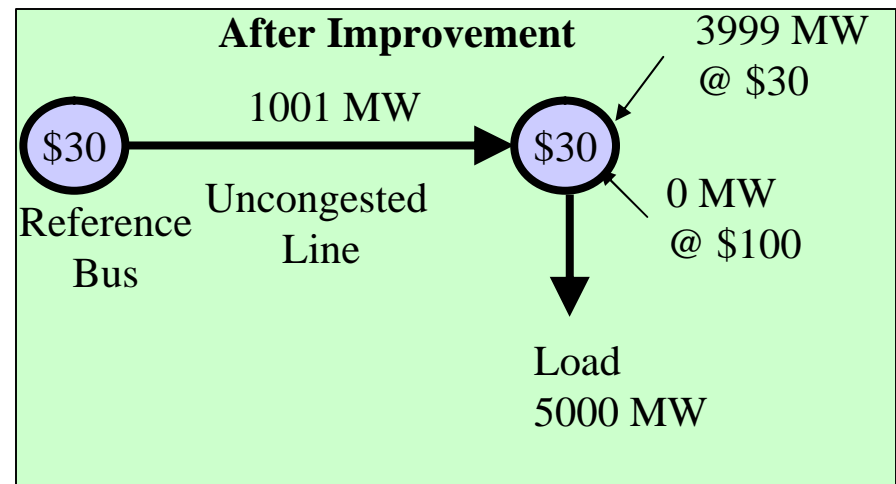 After Improvement
3999 MW
@ $30
1001 MW
$30
$30
Uncongested
Line
Reference
Bus
0 MW
@ $100
Load
5000 MW